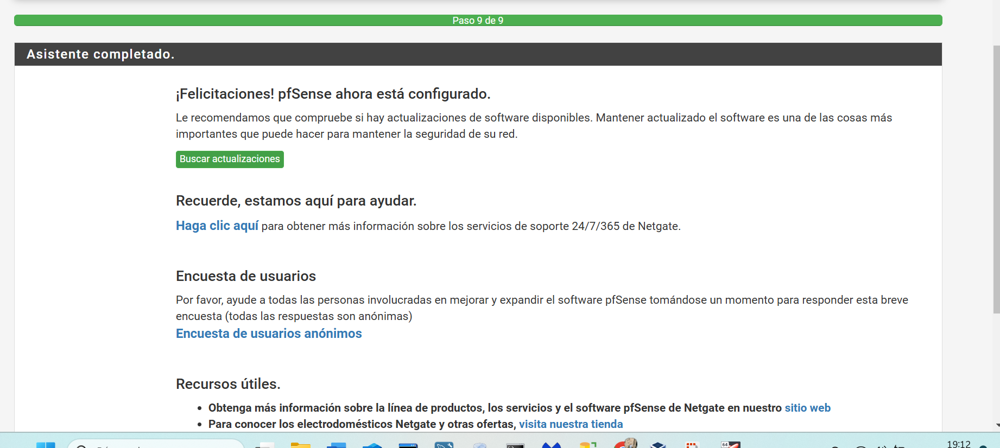 Paso 9 de 9
Asistente completado.
¡Felicitaciones! pfSense ahora está configurado.
Le recomendamos que compruebe si hay actualizaciones de software disponibles. Mantener actualizado el software es una de las cosas más
importantes que puede hacer para mantener la seguridad de su red.
Buscar actualizaciones
Recuerde, estamos aquí para ayudar.
Haga clic aquí para obtener más información sobre los servicios de soporte 24/7/365 de Netgate.
Encuesta de usuarios
Por favor, ayude a todas las personas involucradas en mejorar y expandir el software pfSense tomándose un momento para responder esta breve
encuesta (todas las respuestas son anónimas)
Encuesta de usuarios anónimos
Recursos útiles.
• Obtenga más información sobre la línea de productos, los servicios y el software pfSense de Netgate en nuestro sitio web
• Para conocer los electrodomésticos Netgate y otras ofertas, visita nuestra tienda
64
19:12